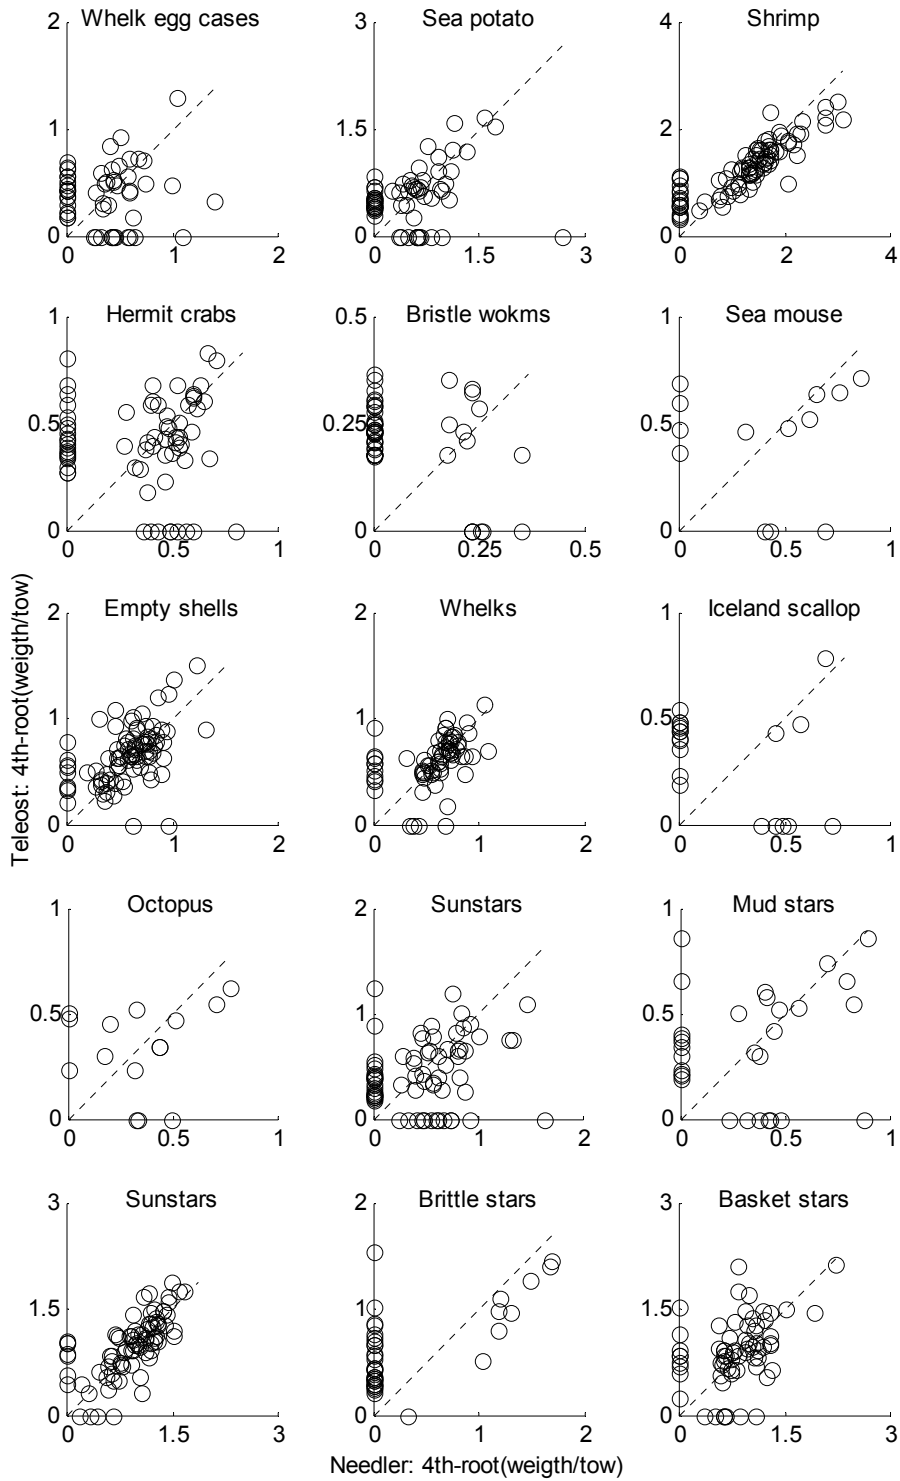 Whelk egg cases
2
1
0
0 1 2
Sea potato
3
1.5
0
0 1.5 3
Shrimp
4
2
0
0 2 4
Hermit crabs
1
0.5
0
0 0.5 1
Bristle wokms
0.5
0.25
0
0 0.25 0.5
Sea mouse
1
0.5
0
0 0.5 1
Teleost: 4th-root(weigth/tow)
Empty shells
2
1
0
0 1 2
Whelks
2
1
0
0 1 2
Iceland scallop
1
0.5
0
0 0.5 1
Octopus
1
0.5
0
0 0.5 1
Sunstars
2
1
0
0 1 2
Mud stars
1
0.5
0
0 0.5 1
Sunstars
3
1.5
0
0 1.5 3
Brittle stars
2
1
0
0 1 2
Basket stars
3
1.5
0
0 1.5 3
Needler: 4th-root(weigth/tow)